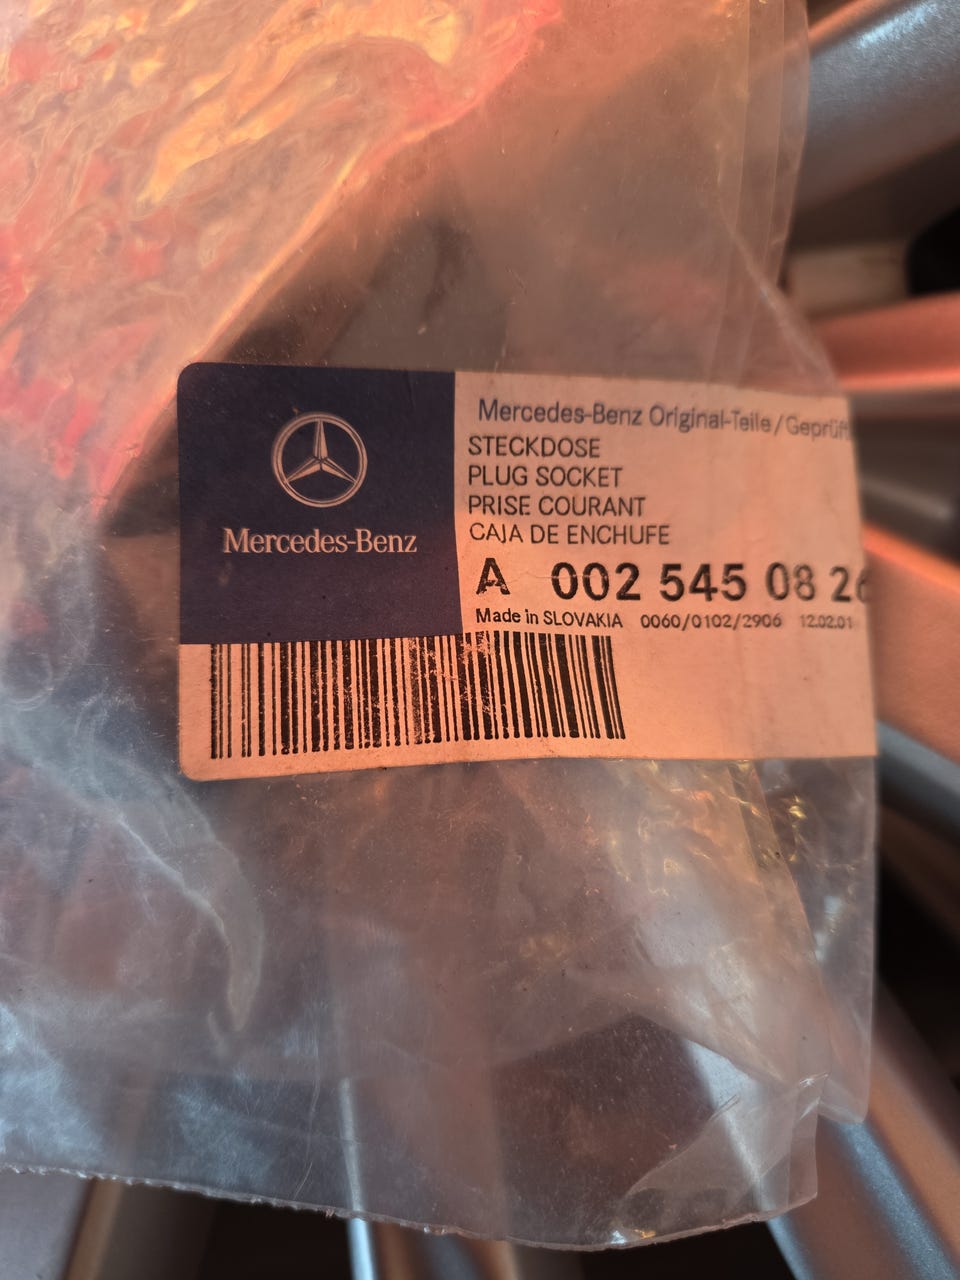 Mercedes-Benz
Mercedes-Benz Original-Teile/Geprüft
STECKDOSE
PLUG SOCKET
PRISE COURANT
CAJA DE ENCHUFE
A 002 545 08 26
Made in SLOVAKIA 0060/0102/2906 12.02.01